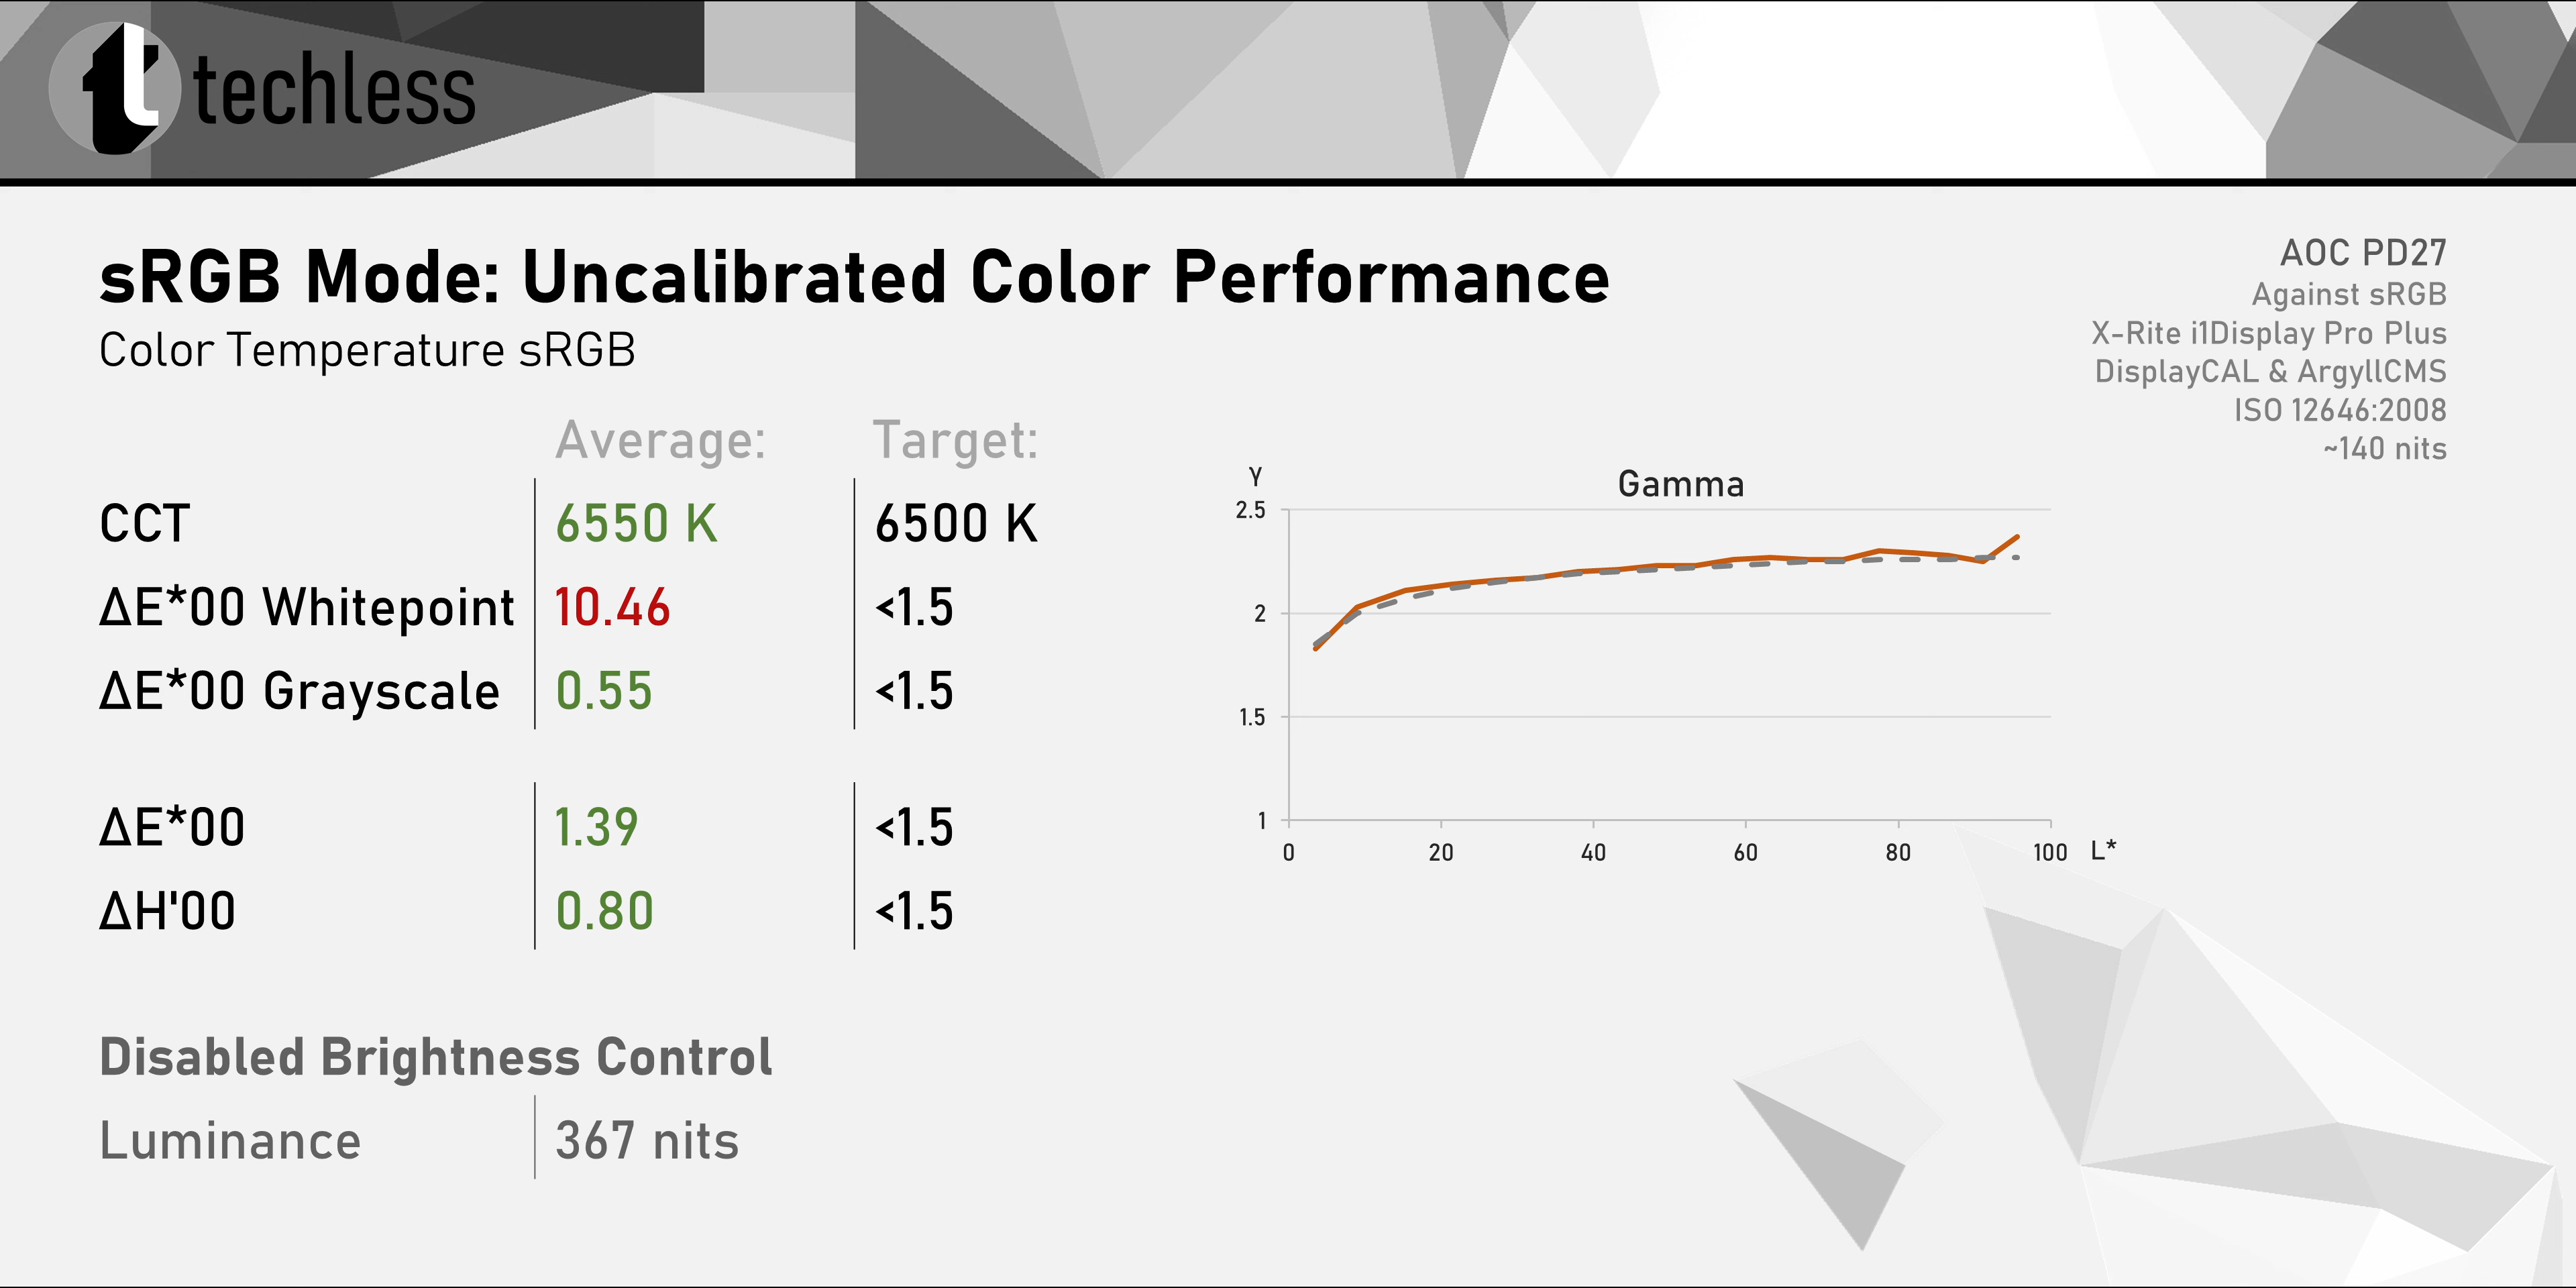 techless
sRGB Mode: Uncalibrated Color Performance
Color Temperature sRGB
AOC PD27
Against sRGB
X-Rite i1Display Pro Plus
DisplayCAL & ArgyllCMS
ISO 12646:2008
~140 nits
Average: Target:
CCT 6550 K 6500 K
ΔE*00 Whitepoint 10.46 <1.5
ΔE*00 Grayscale 0.55 <1.5
ΔE*00 1.39 <1.5
ΔH'00 0.80 <1.5
Disabled Brightness Control
Luminance 367 nits
Gamma
Y
2.5
2
1.5
1
0 20 40 60 80 100 L*